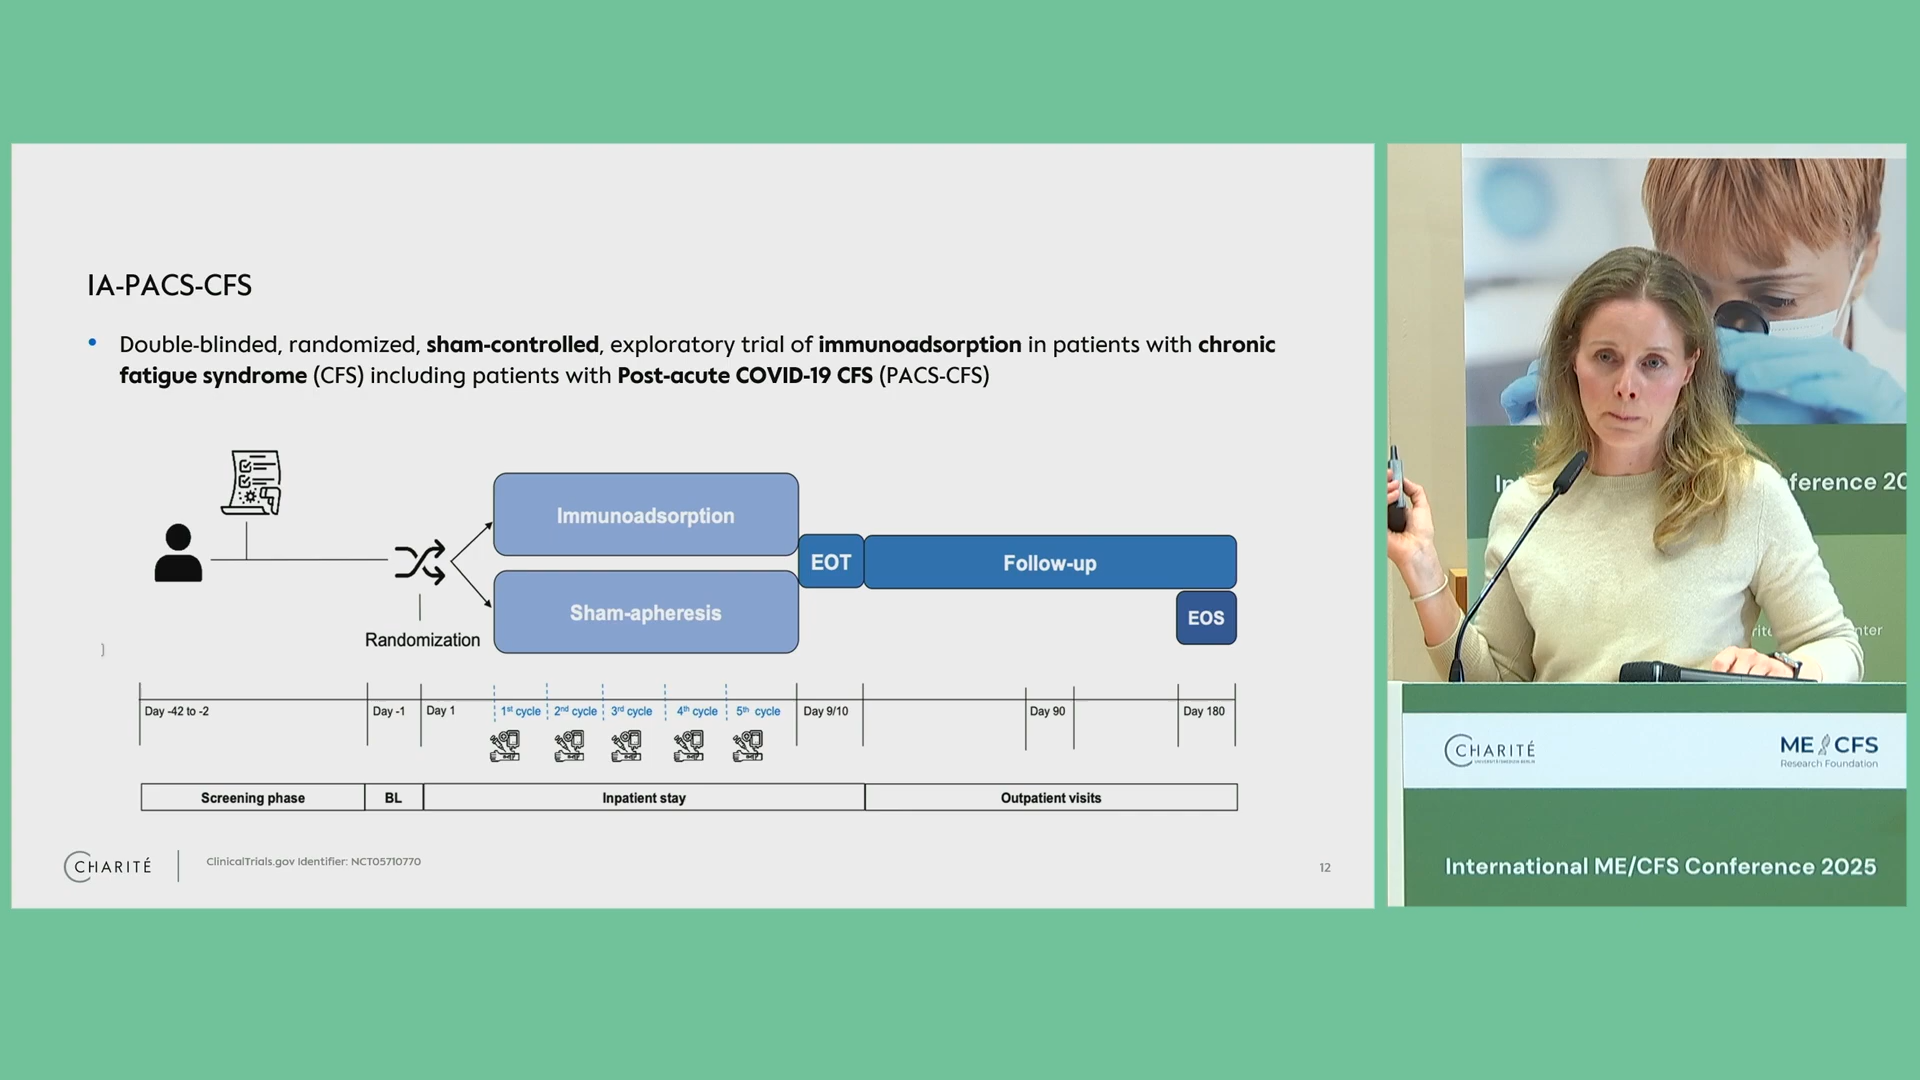 IA-PACS-CFS
• Double-blinded, randomized, sham-controlled, exploratory trial of immunoadsorption in patients with chronic
fatigue syndrome (CFS) including patients with Post-acute COVID-19 CFS (PACS-CFS)
Immunoadsorption
EOT
Follow-up
Sham-apheresis
EOS
Randomization
Day -42 to -2
Day -1
Day 1
1st cycle
2nd cycle
3rd cycle
4th cycle
5th cycle
Day 9/10
Day 90
Day 180
Screening phase
BL
Inpatient stay
Outpatient visits
CHARITÉ
ClinicalTrials.gov Identifier: NCT05710770
12
In
nference 20
rite
nter
CHARITÉ
ME/CFS
Research Foundation
International ME/CFS Conference 2025